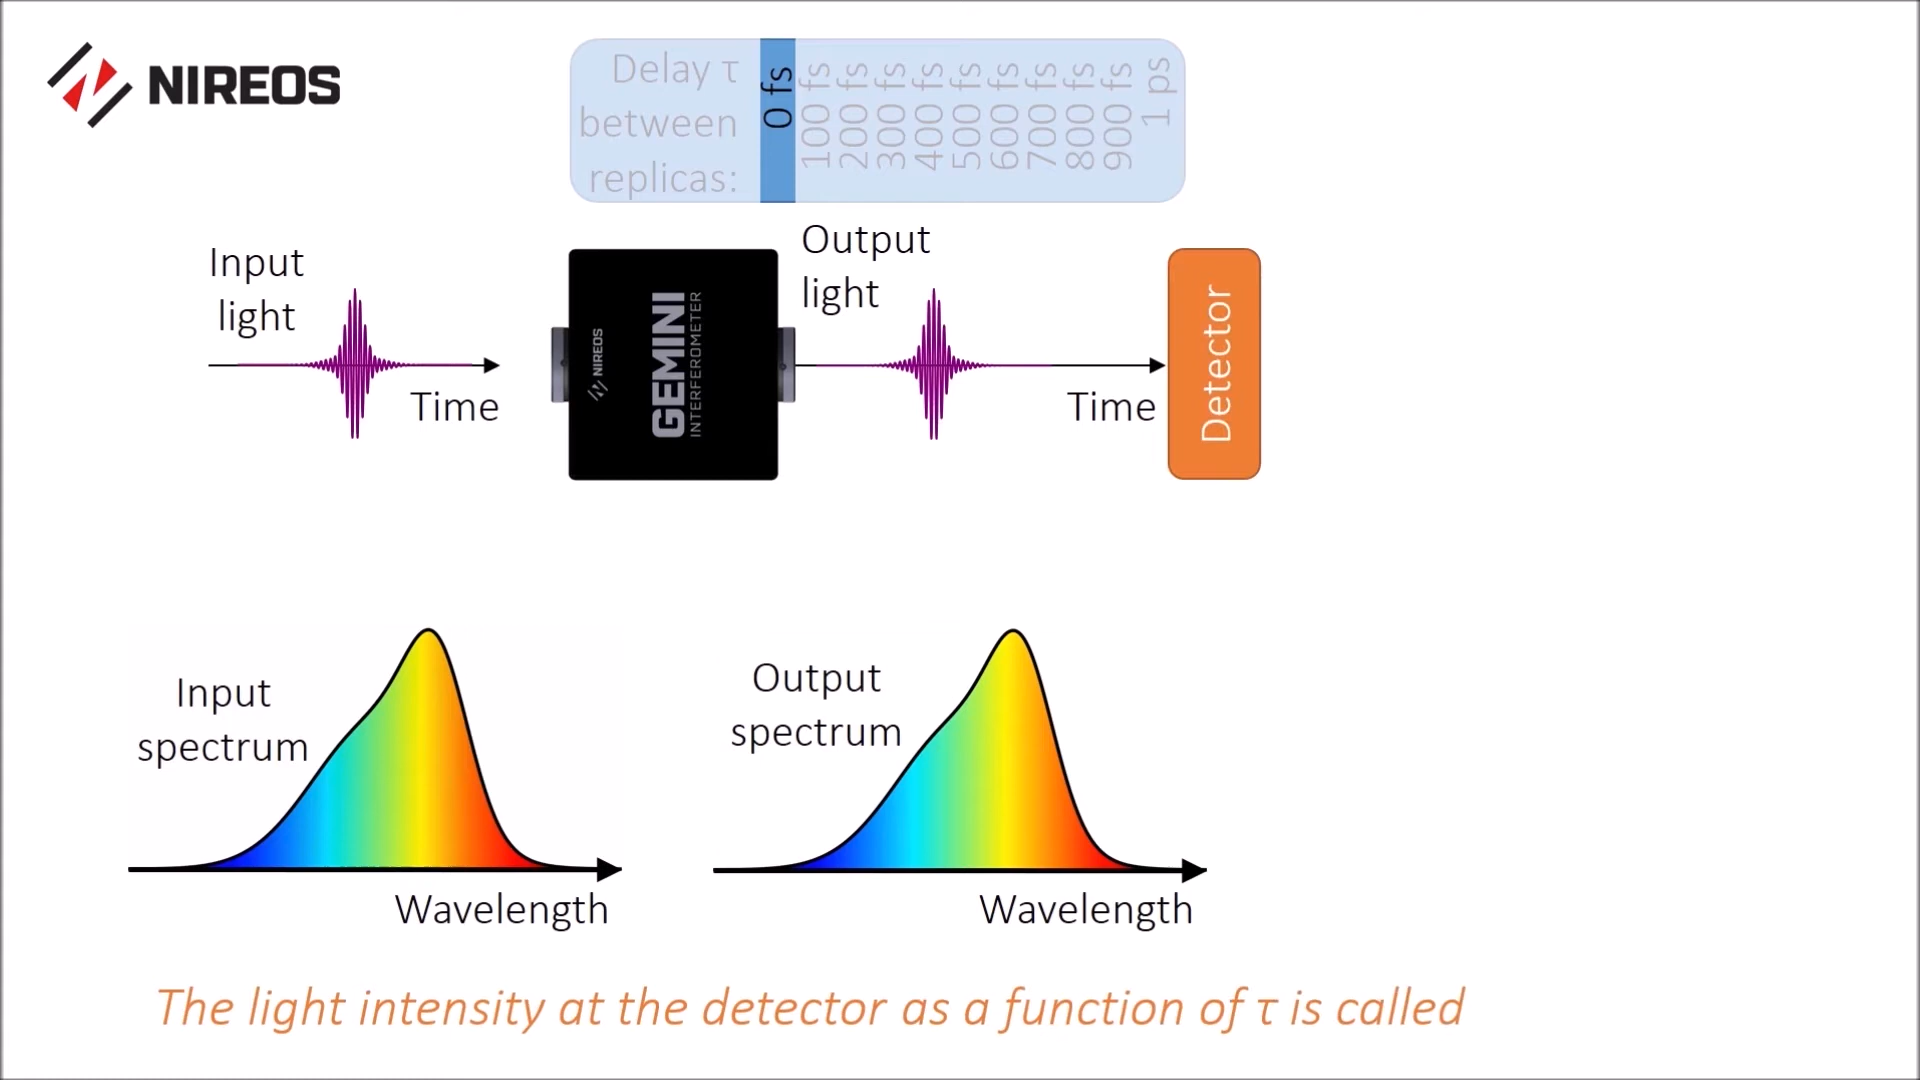 NIREOS
Delay τ
between
replicas:
0 fs
100 fs
200 fs
300 fs
400 fs
500 fs
600 fs
700 fs
800 fs
900 fs
1 ps
Input
light
Time
NIREOS
GEMINI
INTERFEROMETER
Output
light
Time
Detector
Input
spectrum
Wavelength
Output
spectrum
Wavelength
The light intensity at the detector as a function of τ is called